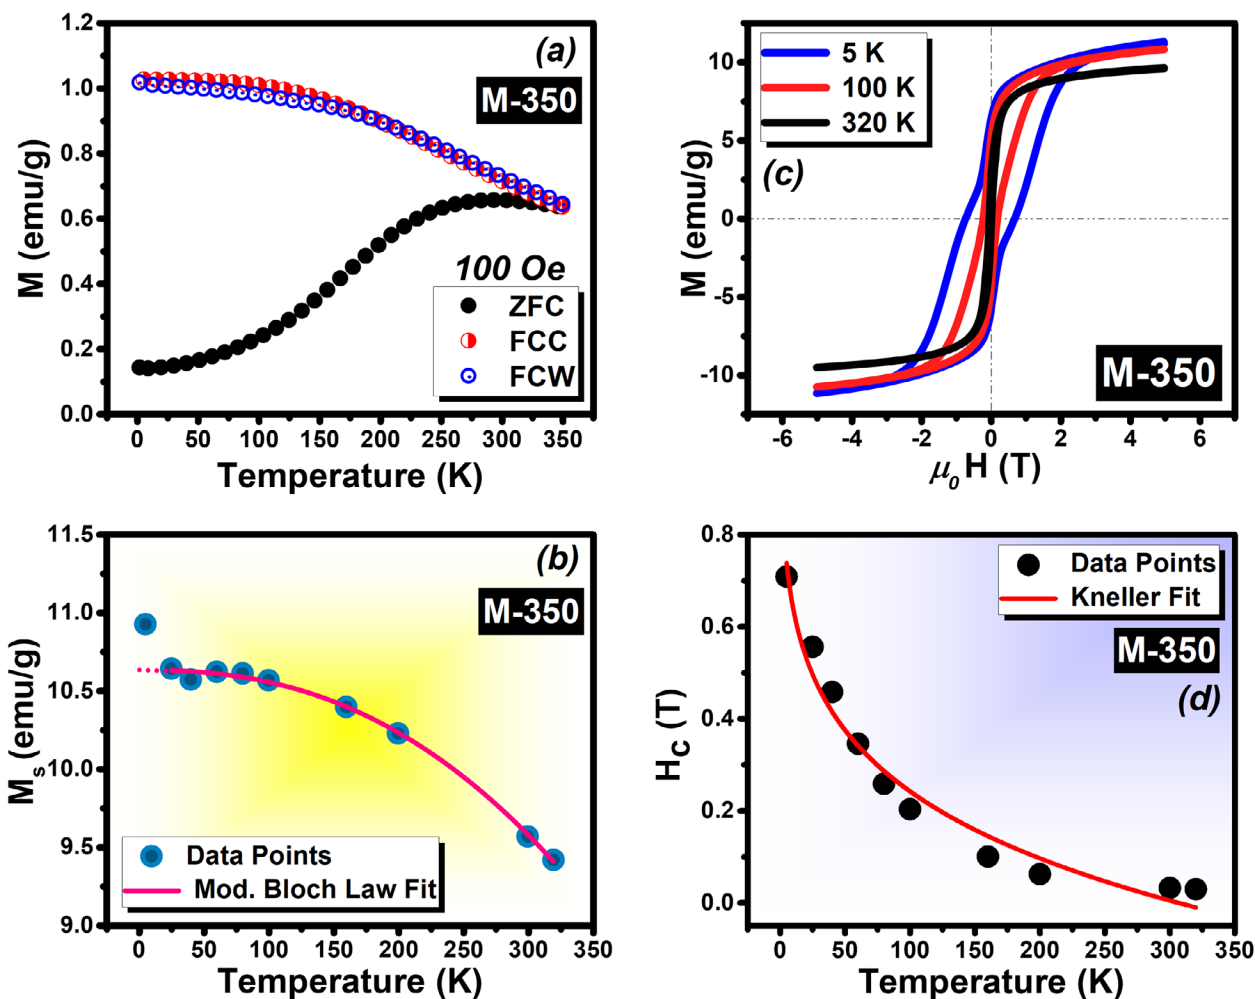 (a)
M-350
M (emu/g)
1.2
1.0
0.8
0.6
0.4
0.2
0.0
100 Oe
ZFC
FCC
FCW
0 50 100 150 200 250 300 350
Temperature (K)
5 K
100 K
320 K
(c)
M (emu/g)
10
5
0
-5
-10
M-350
-6 -4 -2 0 2 4 6
μ₀H (T)
(b)
M-350
Ms (emu/g)
11.5
11.0
10.5
10.0
9.5
9.0
Data Points
Mod. Bloch Law Fit
0 50 100 150 200 250 300 350
Temperature (K)
Data Points
Kneller Fit
M-350
(d)
HC (T)
0.8
0.6
0.4
0.2
0.0
0 50 100 150 200 250 300 350
Temperature (K)